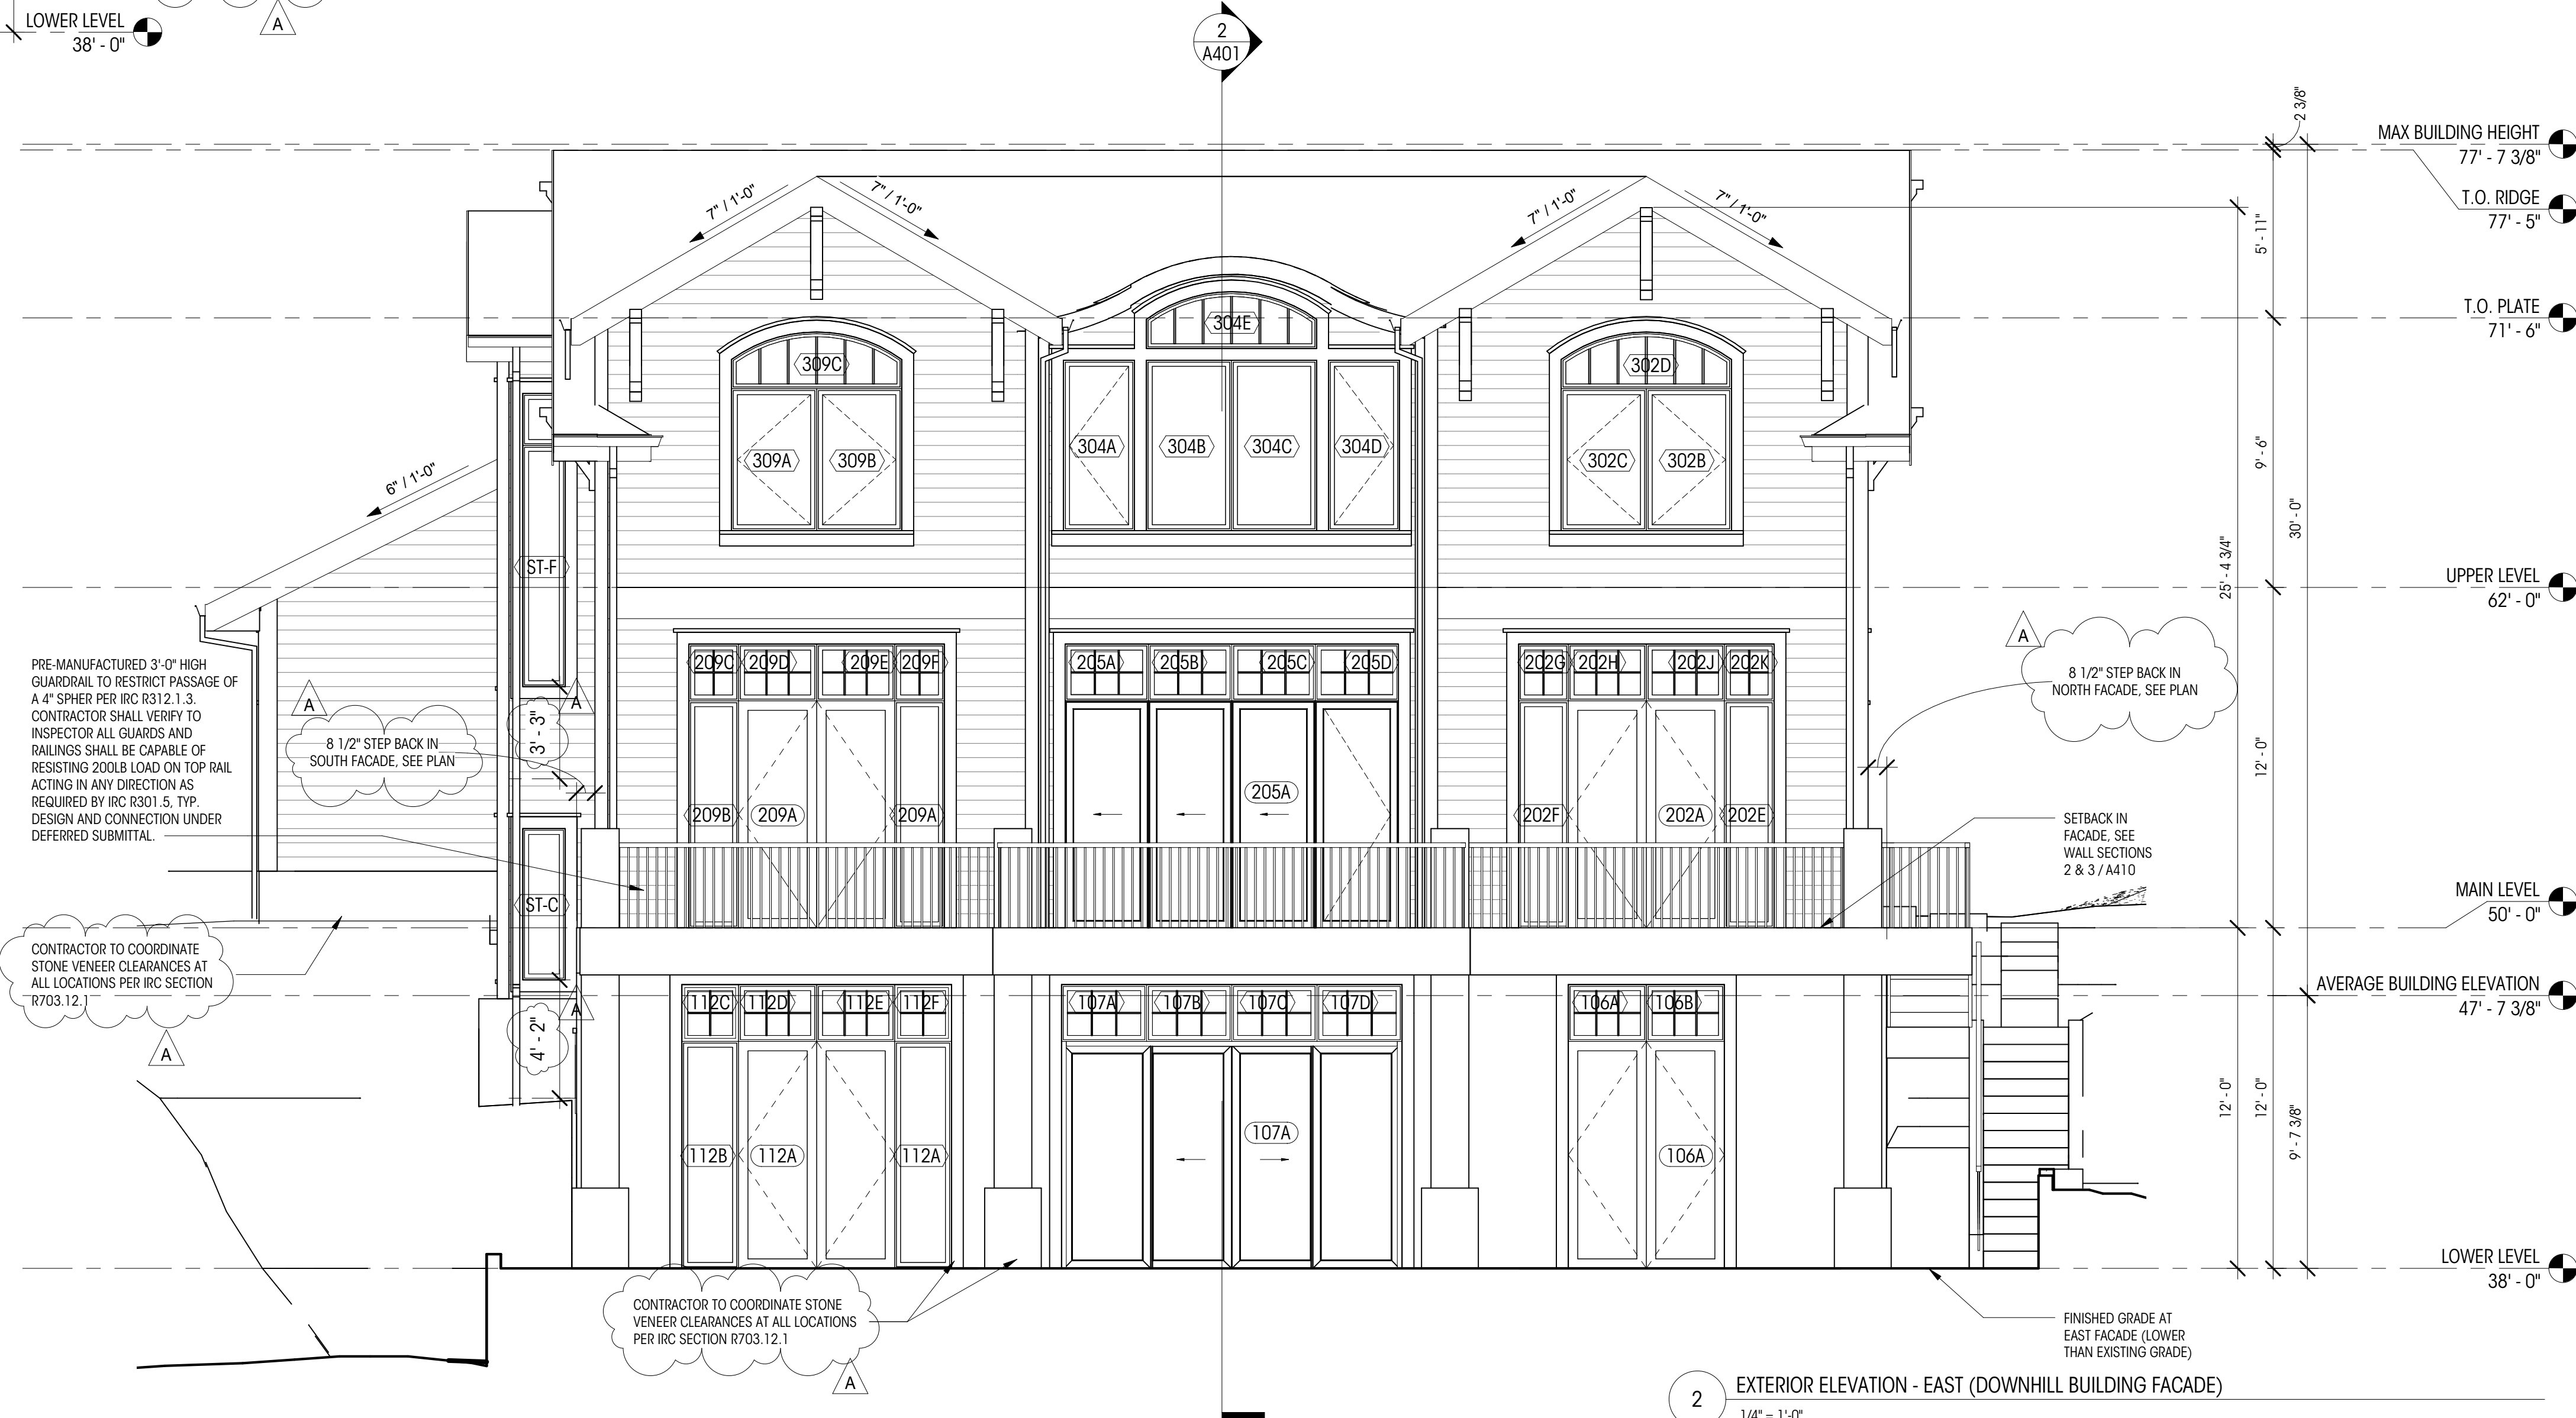 LOWER LEVEL
38' - 0"
A
2
A401
2 3/8"
MAX BUILDING HEIGHT
77' - 7 3/8"
T.O. RIDGE
77' - 5"
7" / 1'-0"
7" / 1'-0"
7" / 1'-0"
7" / 1'-0"
5' - 11"
T.O. PLATE
71' - 6"
304E
309C
302D
304A
304B
304C
304D
309A
309B
302C
302B
9' - 6"
6" / 1'-0"
30' - 0"
25' - 4 3/4"
ST-F
UPPER LEVEL
62' - 0"
A
8 1/2" STEP BACK IN
NORTH FACADE, SEE PLAN
PRE-MANUFACTURED 3'-0" HIGH
GUARDRAIL TO RESTRICT PASSAGE OF
A 4" SPHER PER IRC R312.1.3.
CONTRACTOR SHALL VERIFY TO
INSPECTOR ALL GUARDS AND
RAILINGS SHALL BE CAPABLE OF
RESISTING 200LB LOAD ON TOP RAIL
ACTING IN ANY DIRECTION AS
REQUIRED BY IRC R301.5, TYP.
DESIGN AND CONNECTION UNDER
DEFERRED SUBMITTAL.
A
8 1/2" STEP BACK IN
SOUTH FACADE, SEE PLAN
A
3' - 3"
209C
209D
209E
209F
205A
205B
205C
205D
202G
202H
202J
202K
12' - 0"
205A
209B
209A
209A
202F
202A
202E
SETBACK IN
FACADE, SEE
WALL SECTIONS
2 & 3 / A410
ST-C
MAIN LEVEL
50' - 0"
CONTRACTOR TO COORDINATE
STONE VENEER CLEARANCES AT
ALL LOCATIONS PER IRC SECTION
R703.12.1
A
A
4' - 2"
112C
112D
112E
112F
107A
107B
107C
107D
106A
106B
AVERAGE BUILDING ELEVATION
47' - 7 3/8"
12' - 0"
12' - 0"
9' - 7 3/8"
107A
112B
112A
112A
106A
LOWER LEVEL
38' - 0"
CONTRACTOR TO COORDINATE STONE
VENEER CLEARANCES AT ALL LOCATIONS
PER IRC SECTION R703.12.1
A
FINISHED GRADE AT
EAST FACADE (LOWER
THAN EXISTING GRADE)
2
EXTERIOR ELEVATION - EAST (DOWNHILL BUILDING FACADE)
1/4" = 1'-0"